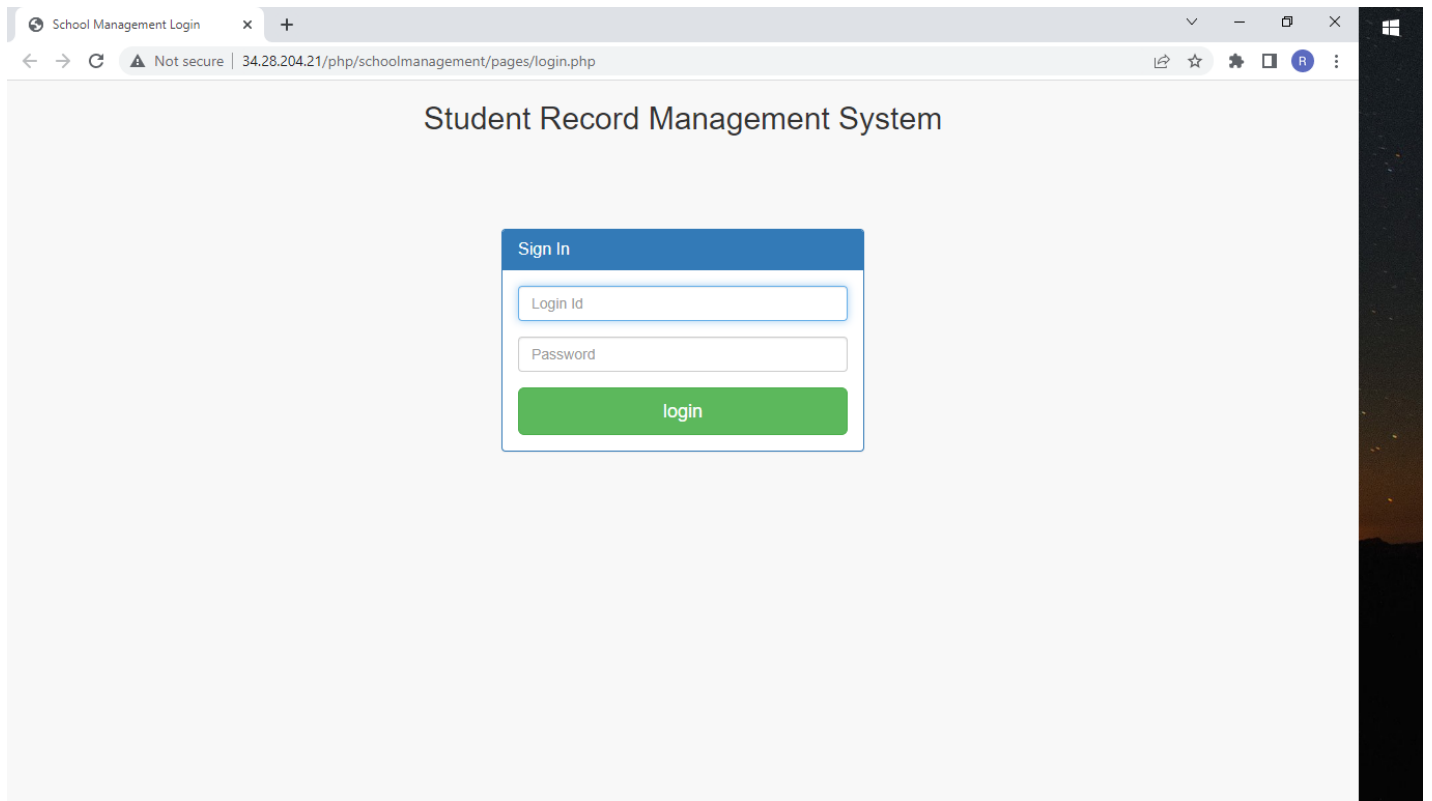 School Management Login
Not secure | 34.28.204.21/php/schoolmanagement/pages/login.php
R
Student Record Management System
Sign In
Login Id
Password
login